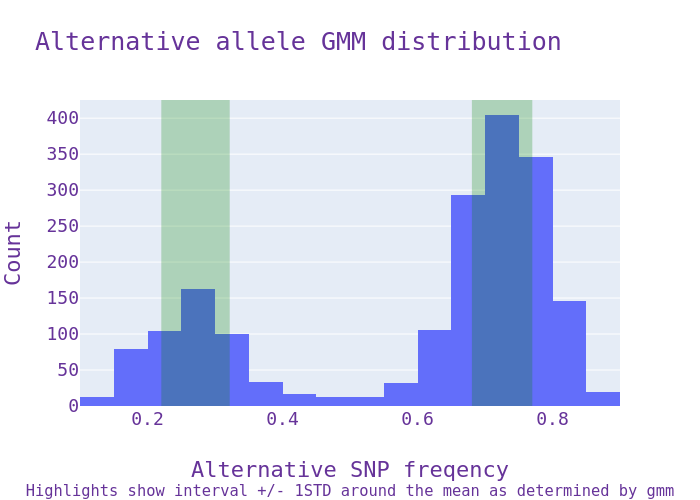 Alternative allele GMM distribution
Count
400
350
300
250
200
150
100
50
0
0.2 0.4 0.6 0.8
Alternative SNP freqency
Highlights show interval +/- 1STD around the mean as determined by gmm